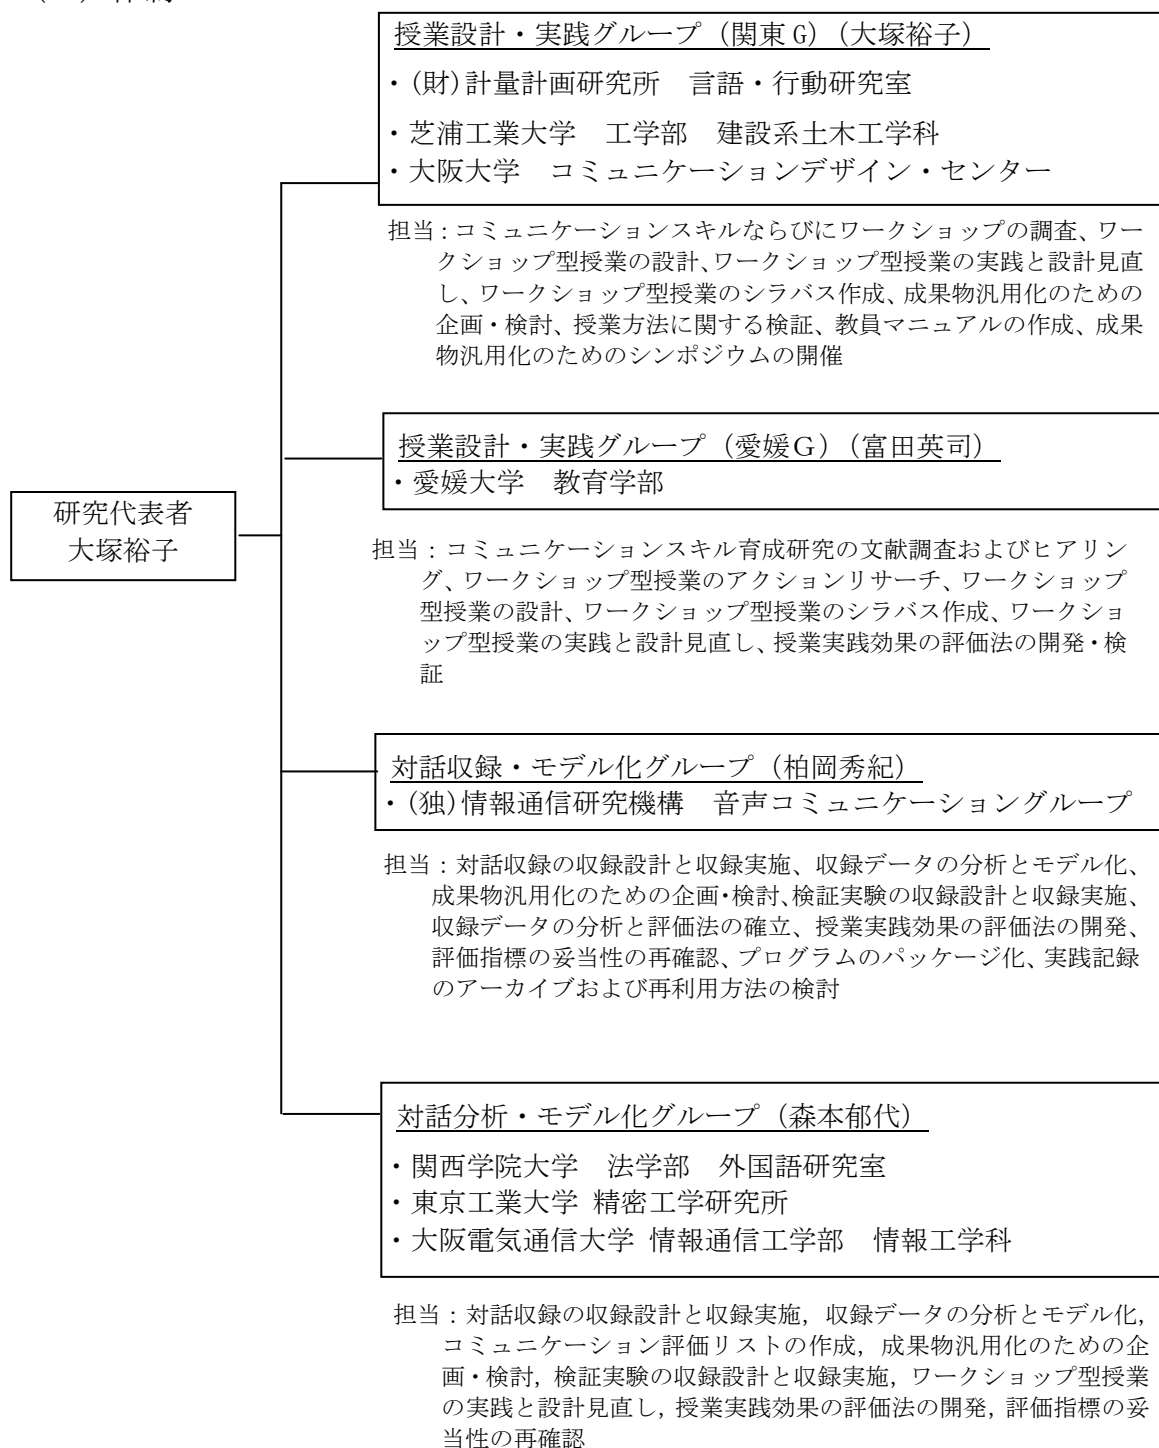 授業設計・実践グループ（関東G）（大塚裕子）
・(財)計量計画研究所　言語・行動研究室
・芝浦工業大学　工学部　建設系土木工学科
・大阪大学　コミュニケーションデザイン・センター
担当：コミュニケーションスキルならびにワークショップの調査、ワー
クショップ型授業の設計、ワークショップ型授業の実践と設計見直
し、ワークショップ型授業のシラバス作成、成果物汎用化のための
企画・検討、授業方法に関する検証、教員マニュアルの作成、成果
物汎用化のためのシンポジウムの開催
授業設計・実践グループ（愛媛Ｇ）（富田英司）
・愛媛大学　教育学部
研究代表者
大塚裕子
担当：コミュニケーションスキル育成研究の文献調査およびヒアリン
グ、ワークショップ型授業のアクションリサーチ、ワークショップ
型授業の設計、ワークショップ型授業のシラバス作成、ワークショ
ップ型授業の実践と設計見直し、授業実践効果の評価法の開発・検
証
対話収録・モデル化グループ（柏岡秀紀）
・(独)情報通信研究機構　音声コミュニケーショングループ
担当：対話収録の収録設計と収録実施、収録データの分析とモデル化、
成果物汎用化のための企画・検討、検証実験の収録設計と収録実施、
収録データの分析と評価法の確立、授業実践効果の評価法の開発、
評価指標の妥当性の再確認、プログラムのパッケージ化、実践記録
のアーカイブおよび再利用方法の検討
対話分析・モデル化グループ（森本郁代）
・関西学院大学　法学部　外国語研究室
・東京工業大学 精密工学研究所
・大阪電気通信大学 情報通信工学部　情報工学科
担当：対話収録の収録設計と収録実施，収録データの分析とモデル化，
コミュニケーション評価リストの作成，成果物汎用化のための企
画・検討，検証実験の収録設計と収録実施，ワークショップ型授業
の実践と設計見直し，授業実践効果の評価法の開発，評価指標の妥
当性の再確認